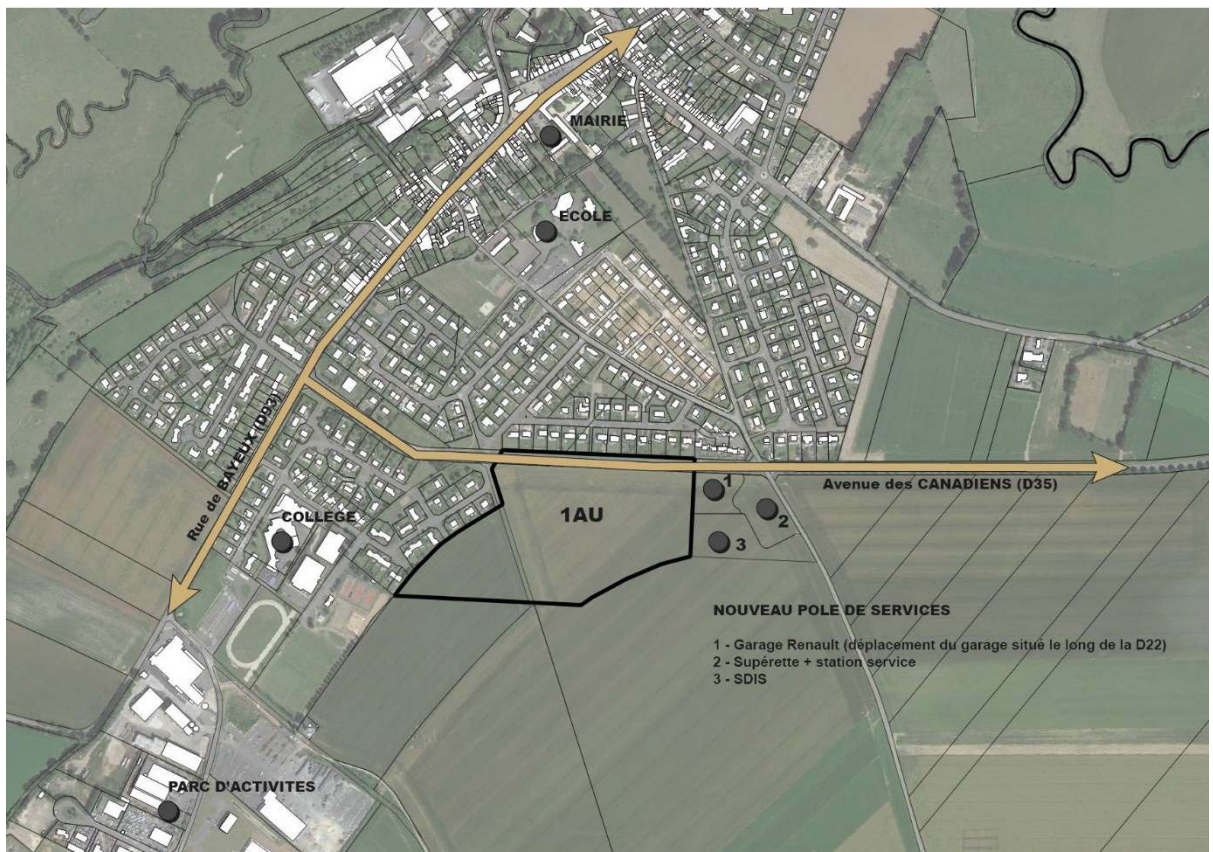 MAIRIE
ECOLE
Rue de BAYEUX (D93)
COLLEGE
1AU
1
2
3
Avenue des CANADIENS (D35)
NOUVEAU POLE DE SERVICES
1 - Garage Renault (déplacement du garage situé le long de la D22)
2 - Supérette + station service
3 - SDIS
PARC D'ACTIVITES